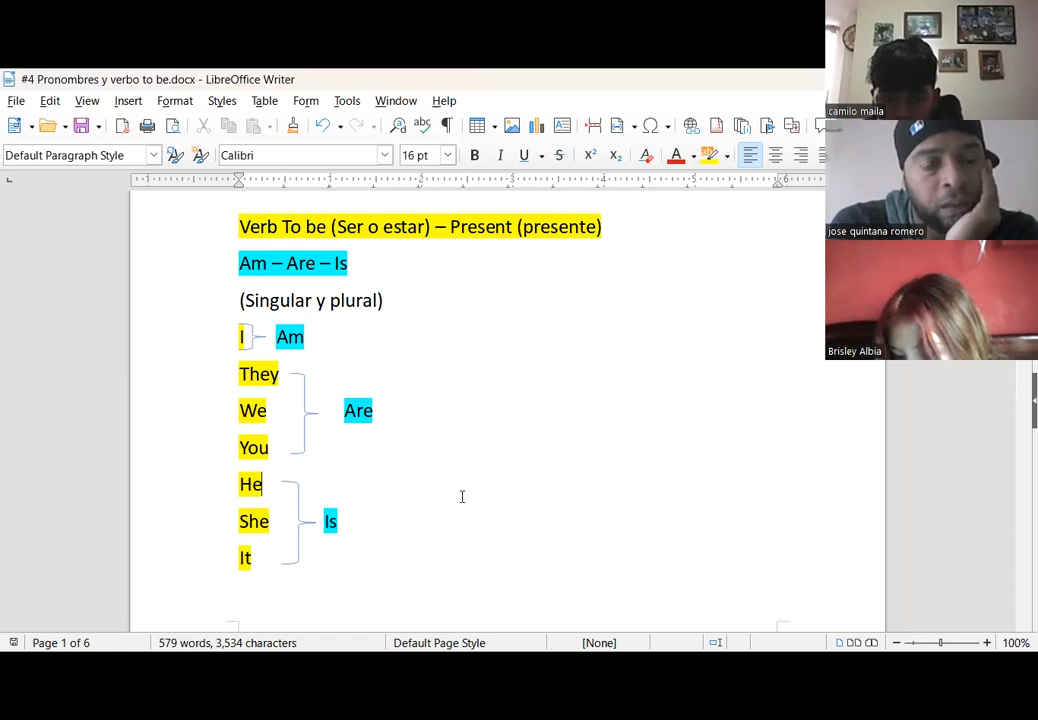 #4 Pronombres y verbo to be.docx - LibreOffice Writer
File Edit View Insert Format Styles Table Form Tools Window Help
Default Paragraph Style Calibri 16 pt
Verb To be (Ser o estar) – Present (presente)
Am – Are – Is
(Singular y plural)
I Am
They
We Are
You
He
She Is
It
Page 1 of 6 579 words, 3,534 characters Default Page Style [None] 100%
camilo maila
jose quintana romero
Brisley Albia